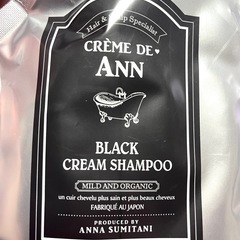 Hair & Scalp Specialist
CRÈME DE♥
ANN
BLACK
CREAM SHAMPOO
MILD AND ORGANIC
un cuir chevelu plus sain et plus beaux cheveux
FABRIQUÉ AU JAPON
PRODUCED BY
ANNA SUMITANI